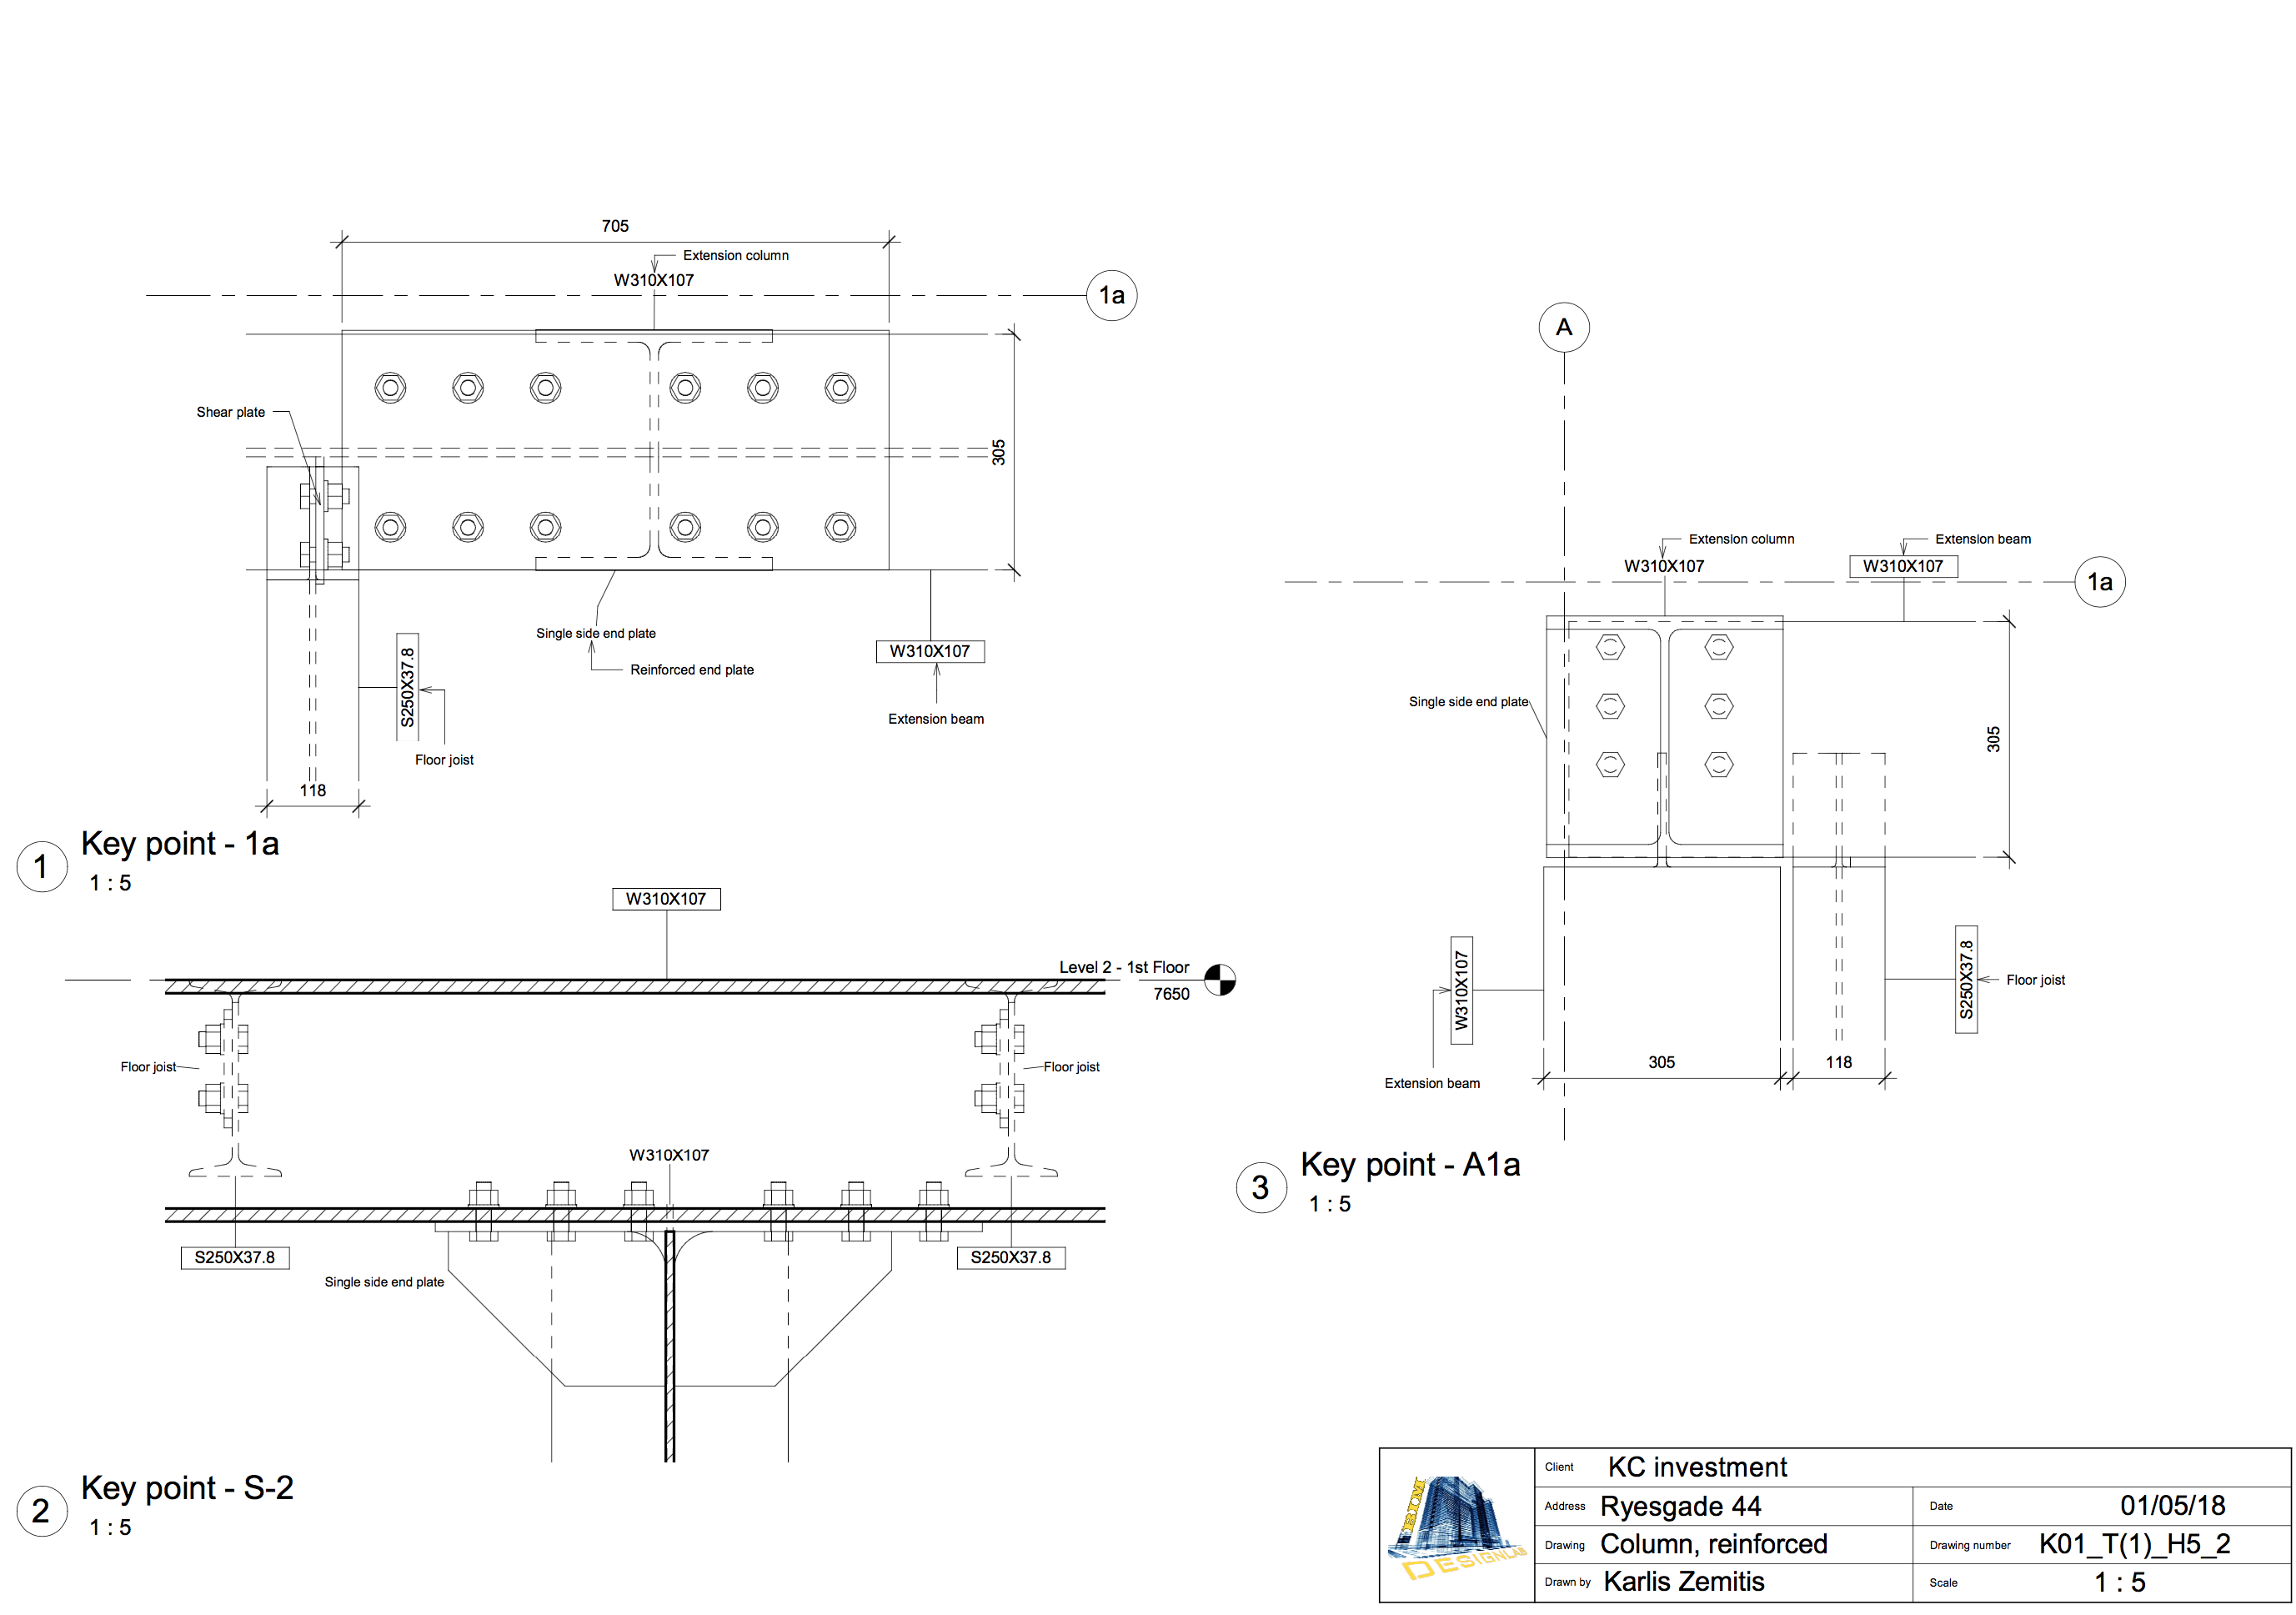 705
Extension column
W310X107
1a
Shear plate
305
Single side end plate
Reinforced end plate
W310X107
Extension beam
S250X37.8
Floor joist
118
1
Key point - 1a
1 : 5
W310X107
Level 2 - 1st Floor
7650
Floor joist
Floor joist
W310X107
S250X37.8
S250X37.8
Single side end plate
2
Key point - S-2
1 : 5
A
Extension column
Extension beam
W310X107
W310X107
1a
Single side end plate
305
W310X107
Extension beam
S250X37.8
Floor joist
305
118
3
Key point - A1a
1 : 5
BIM
DESIGNLAB
Client KC investment
Address Ryesgade 44
Date 01/05/18
Drawing Column, reinforced
Drawing number K01_T(1)_H5_2
Drawn by Karlis Zemitis
Scale 1 : 5